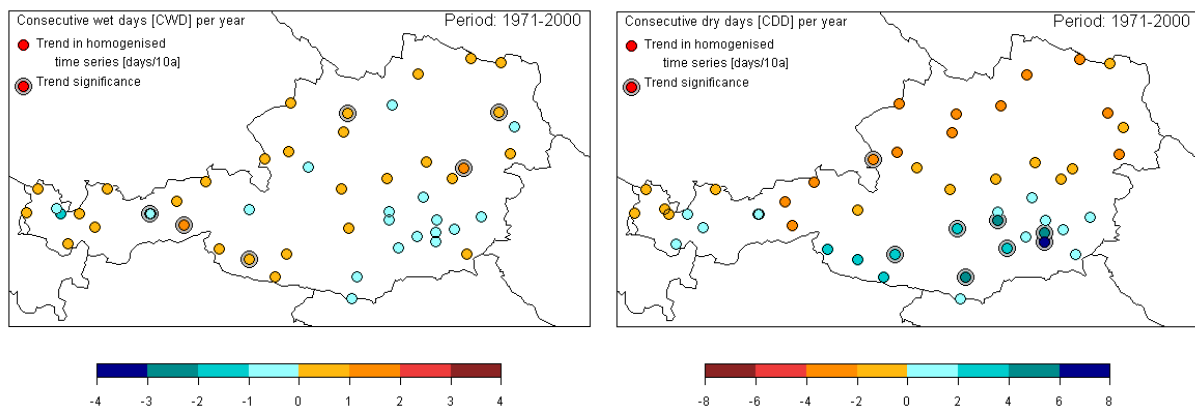 Consecutive wet days [CWD] per year
Period: 1971-2000
Trend in homogenised
time series [days/10a]
Trend significance
-4 -3 -2 -1 0 1 2 3 4
Consecutive dry days [CDD] per year
Period: 1971-2000
Trend in homogenised
time series [days/10a]
Trend significance
-8 -6 -4 -2 0 2 4 6 8